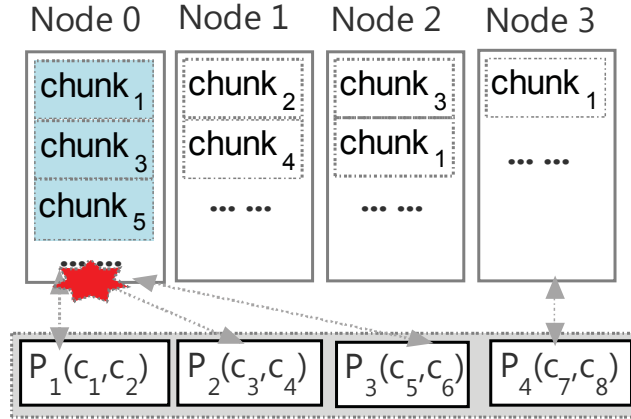 Node 0 Node 1 Node 2 Node 3
chunk1 chunk2 chunk3 chunk1
chunk3 chunk4 chunk1 ... ...
chunk5 ... ... ... ...
... ...
P1(c1,c2) P2(c3,c4) P3(c5,c6) P4(c7,c8)